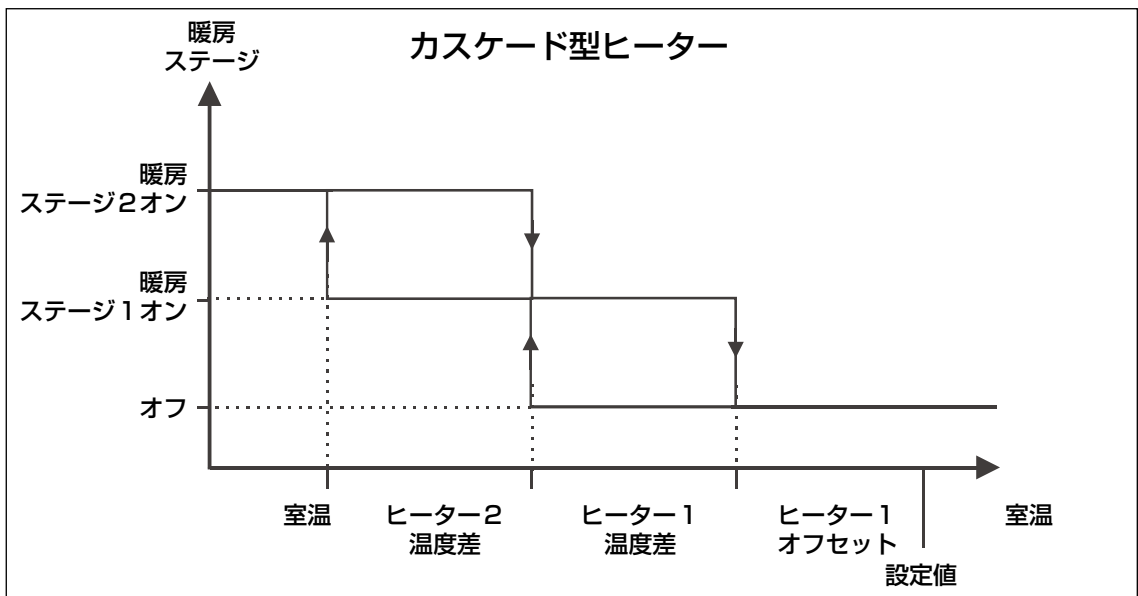 カスケード型ヒーター
暖房
ステージ
暖房
ステージ2オン
暖房
ステージ1オン
オフ
室温
ヒーター2
温度差
ヒーター1
温度差
ヒーター1
オフセット
設定値
室温